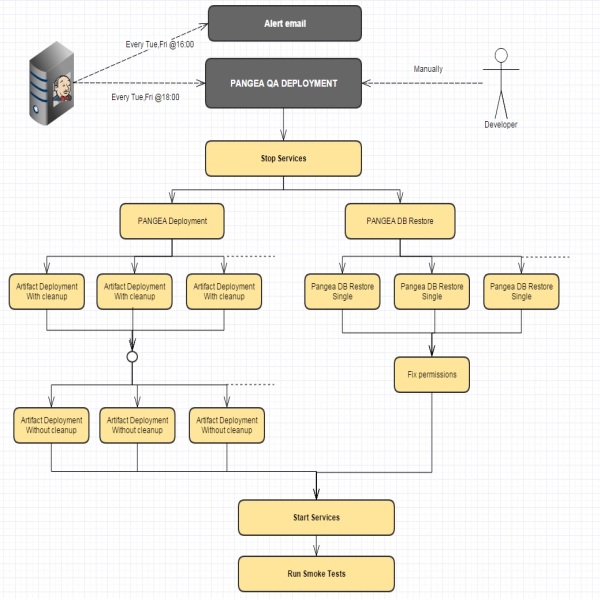 Alert email
Every Tue,Fri @16:00
PANGEA QA DEPLOYMENT
Every Tue,Fri @18:00
Manually
Developer
Stop Services
PANGEA Deployment
PANGEA DB Restore
Artifact Deployment
With cleanup
Artifact Deployment
With cleanup
Artifact Deployment
With cleanup
Pangea DB Restore
Single
Pangea DB Restore
Single
Pangea DB Restore
Single
Fix permissions
Artifact Deployment
Without cleanup
Artifact Deployment
Without cleanup
Artifact Deployment
Without cleanup
Start Services
Run Smoke Tests